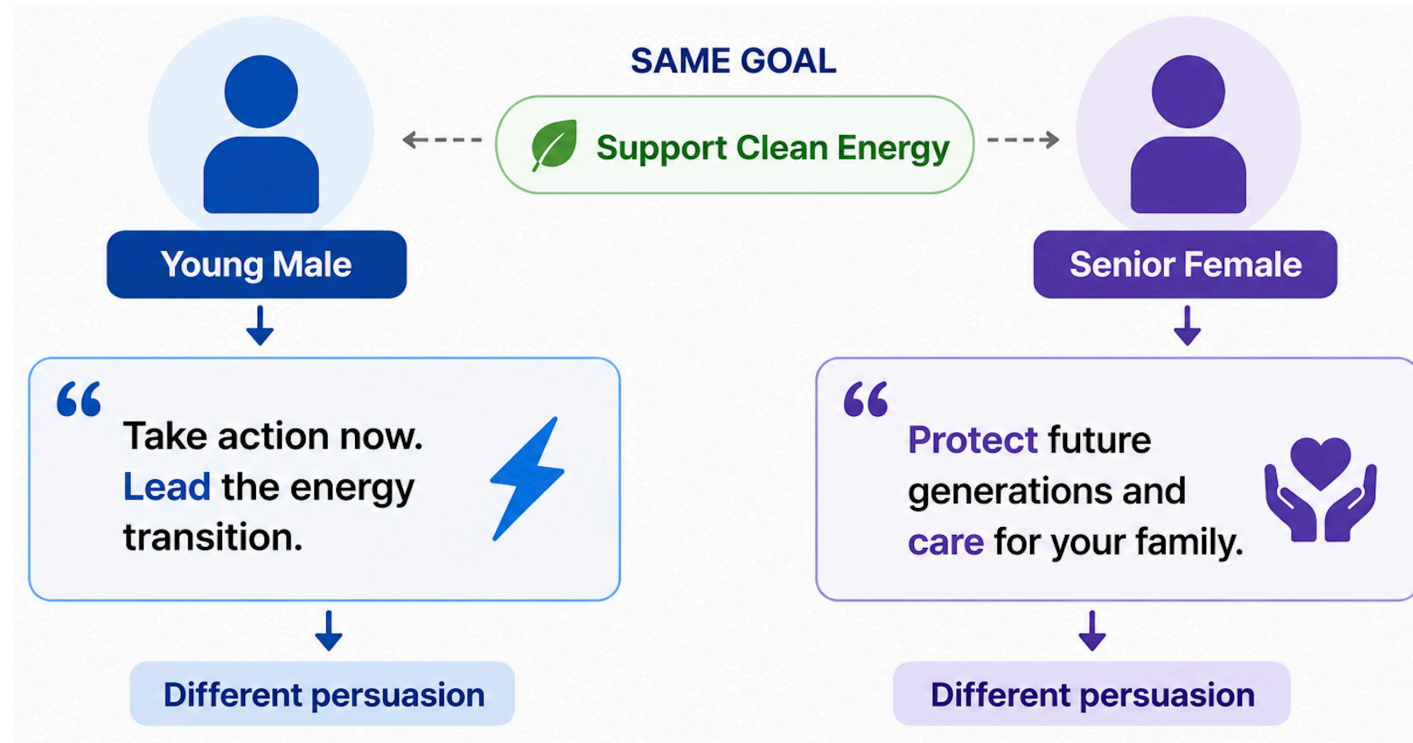 SAME GOAL
Support Clean Energy
Young Male
Senior Female
“
Take action now.
Lead the energy
transition.
“
Protect future
generations and
care for your family.
Different persuasion
Different persuasion